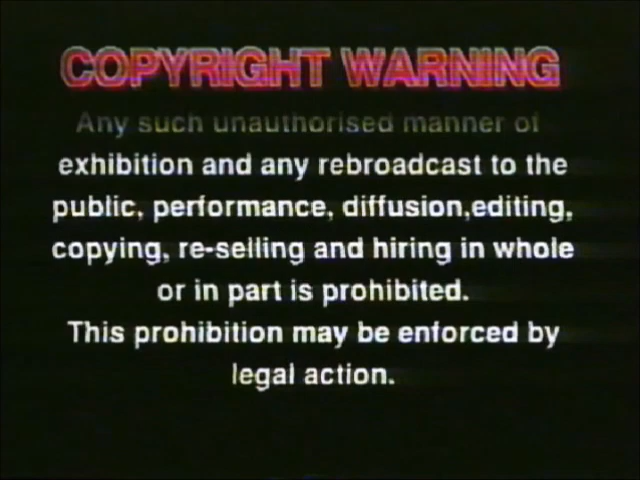 COPYRIGHT WARNING
Any such unauthorised manner of
exhibition and any rebroadcast to the
public, performance, diffusion,editing,
copying, re-selling and hiring in whole
or in part is prohibited.
This prohibition may be enforced by
legal action.